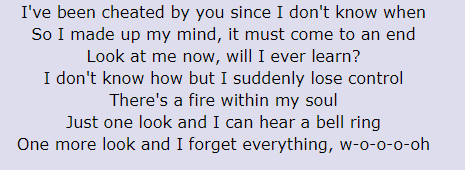 I've been cheated by you since I don't know when
So I made up my mind, it must come to an end
Look at me now, will I ever learn?
I don't know how but I suddenly lose control
There's a fire within my soul
Just one look and I can hear a bell ring
One more look and I forget everything, w-o-o-o-oh